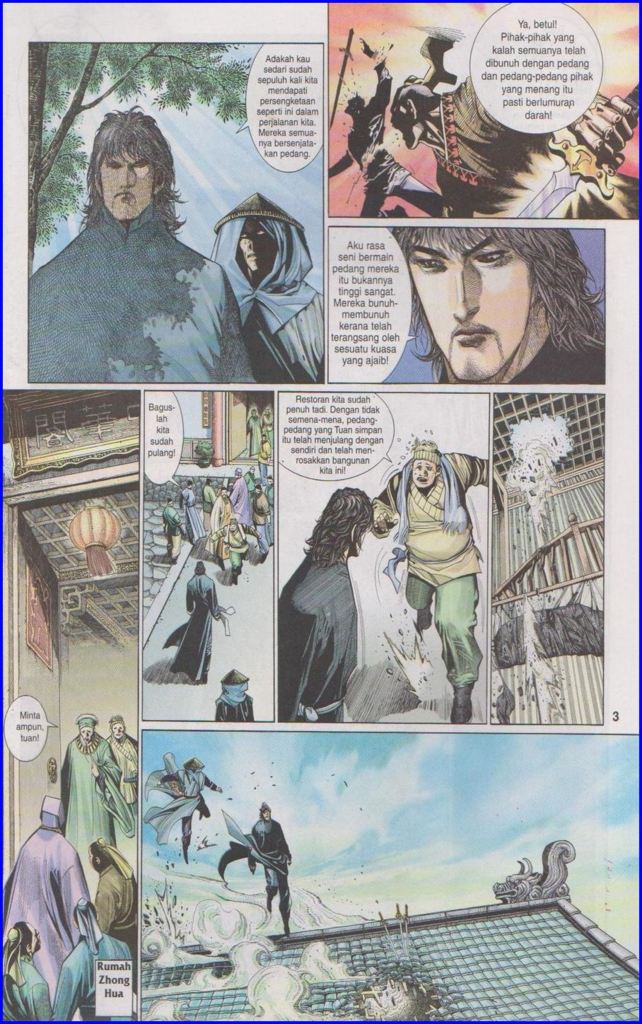 Adakah kau
sedari sudah
sepuluh kali kita
mendapati
persengketaan
seperti ini dalam
perjalanan kita.
Mereka semua-
nya bersenjata-
kan pedang.
Ya, betul!
Pihak-pihak yang
kalah semuanya telah
dibunuh dengan pedang
dan pedang-pedang pihak
yang menang itu
pasti berlumuran
darah!
Aku rasa
seni bermain
pedang mereka
itu bukannya
tinggi sangat.
Mereka bunuh-
membunuh
kerana telah
terangsang oleh
sesuatu kuasa
yang ajaib!
Minta
ampun,
tuan!
Rumah
Zhong
Hua
Bagus-
lah
kita
sudah
pulang!
Restoran kita sudah
penuh tadi. Dengan tidak
semena-mena, pedang-
pedang yang Tuan simpan
itu telah menjulang dengan
sendiri dan telah mero-
rosakkan bangunan
kita ini!
3